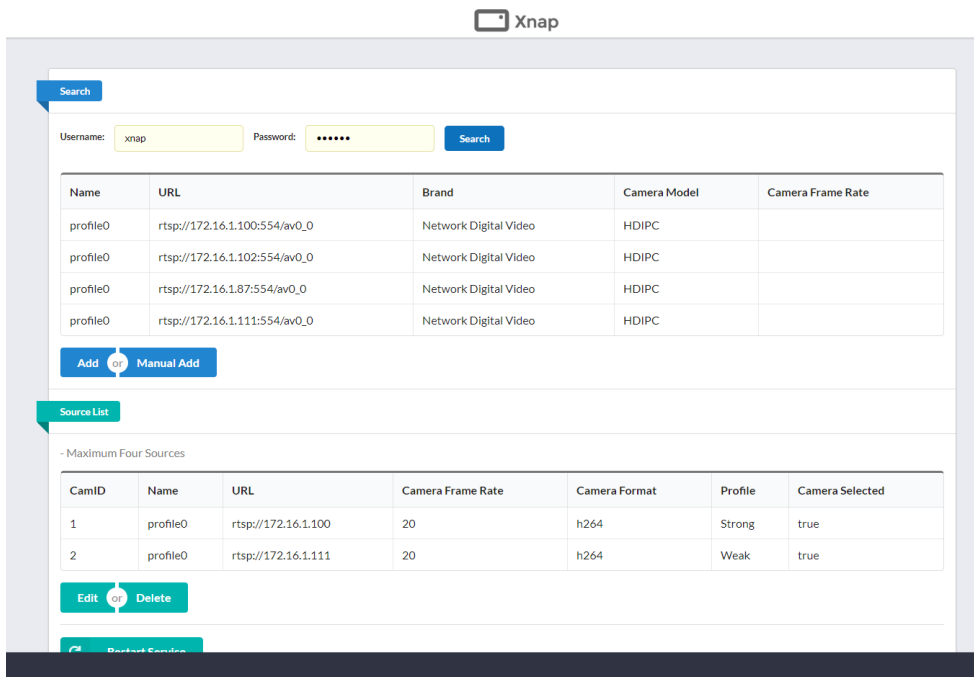 Xnap
Search
Username: xnap Password: •••••• Search
Name URL Brand Camera Model Camera Frame Rate
profile0 rtsp://172.16.1.100:554/av0_0 Network Digital Video HDIPC
profile0 rtsp://172.16.1.102:554/av0_0 Network Digital Video HDIPC
profile0 rtsp://172.16.1.87:554/av0_0 Network Digital Video HDIPC
profile0 rtsp://172.16.1.111:554/av0_0 Network Digital Video HDIPC
Add or Manual Add
Source List
- Maximum Four Sources
CamID Name URL Camera Frame Rate Camera Format Profile Camera Selected
1 profile0 rtsp://172.16.1.100 20 h264 Strong true
2 profile0 rtsp://172.16.1.111 20 h264 Weak true
Edit or Delete
Restart Service